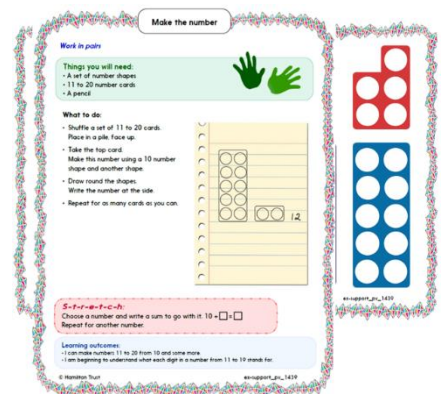 Make the number
Work in pairs
Things you will need:
• A set of number shapes
• 11 to 20 number cards
• A pencil
What to do:
• Shuffle a set of 11 to 20 cards.
Place in a pile, face up.
• Take the top card.
Make this number using a 10 number
shape and another shape.
• Draw round the shapes.
Write the number at the side.
• Repeat for as many cards as you can.
12
S-t-r-e-t-c-h:
Choose a number and write a sum to go with it. 10 + □ = □
Repeat for another number.
Learning outcomes:
• I can make numbers 11 to 20 from 10 and some more.
• I am beginning to understand what each digit in a number from 11 to 19 stands for.
© Hamilton Trust
es-support_pv_1439
es-support_pv_1439